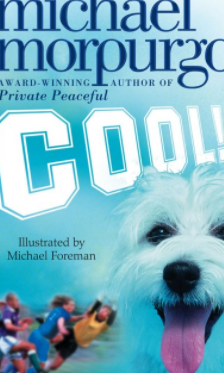 michael
morpurgo
AWARD-WINNING AUTHOR OF
Private Peaceful
COOL!
Illustrated by
Michael Foreman